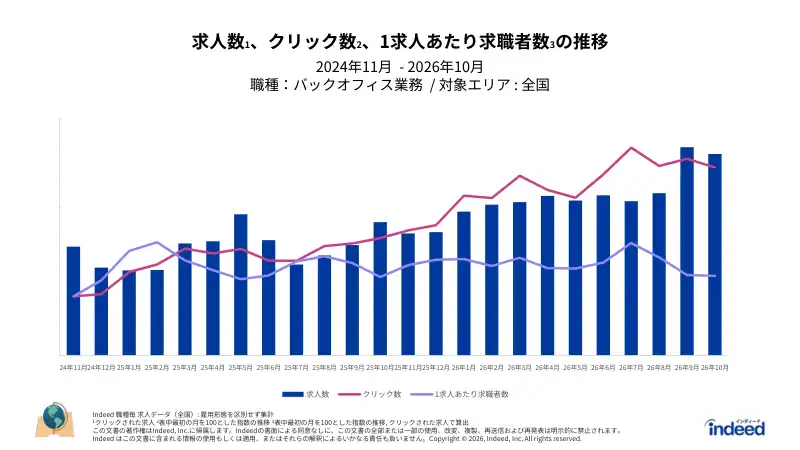 求人数1、クリック数2、1求人あたり求職者数3の推移
2024年11月 - 2026年10月
職種：バックオフィス業務 / 対象エリア : 全国
24年11月 24年12月 25年1月 25年2月 25年3月 25年4月 25年5月 25年6月 25年7月 25年8月 25年9月 25年10月 25年11月 25年12月 26年1月 26年2月 26年3月 26年4月 26年5月 26年6月 26年7月 26年8月 26年9月 26年10月
求人数 クリック数 1求人あたり求職者数
Indeed 職種毎 求人データ（全国）: 雇用形態を区別せず集計
¹クリックされた求人 ²表中最初の月を100とした指数の推移 ³表中最初の月を100とした指数の推移, クリックされた求人で算出
この文書の著作権はIndeed, Inc.に帰属します。Indeedの書面による同意なしに、この文書の全部または一部の使用、改変、複製、再送信および再発表は明示的に禁止されます。
Indeed はこの文書に含まれる情報の使用もしくは適用、またはそれらの解釈によるいかなる責任も負いません。Copyright © 2026, Indeed, Inc. All rights reserved.
インディード
indeed